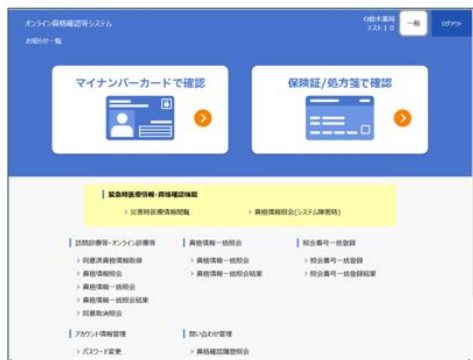 オンライン資格確認等システム
O鈴木薬局
テスト１０
一般
ログアウト
お知らせ一覧
マイナンバーカードで確認
保険証/処方箋で確認
緊急時医療情報・資格確認機能
> 災害時医療情報閲覧
> 資格情報照会(システム障害時)
訪問診療等・オンライン診療等
資格情報一括照会
照会番号一括登録
> 同意済資格情報取得
> 資格情報一括照会
> 照会番号一括登録
> 資格情報照会
> 資格情報一括照会結果
> 照会番号一括登録結果
> 資格情報一括照会
> 資格情報一括照会結果
> 同意取消照会
アカウント情報管理
問い合わせ管理
> パスワード変更
> 資格確認履歴照会